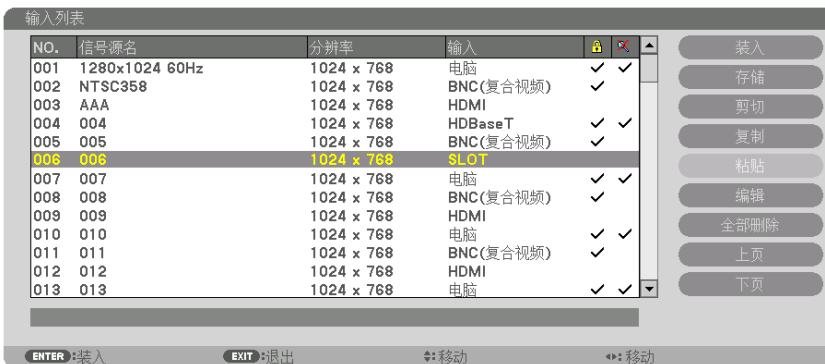 输入列表
NO. 信号源名 分辨率 输入
001 1280x1024 60Hz 1024 x 768 电脑 ✓ ✓
002 NTSC358 1024 x 768 BNC(复合视频) ✓
003 AAA 1024 x 768 HDMI
004 004 1024 x 768 HDBaseT ✓ ✓
005 005 1024 x 768 BNC(复合视频) ✓
006 006 1024 x 768 SLOT
007 007 1024 x 768 电脑 ✓ ✓
008 008 1024 x 768 BNC(复合视频) ✓
009 009 1024 x 768 HDMI
010 010 1024 x 768 电脑 ✓ ✓
011 011 1024 x 768 BNC(复合视频) ✓
012 012 1024 x 768 HDMI
013 013 1024 x 768 电脑 ✓ ✓
装入
存储
剪切
复制
粘贴
编辑
全部删除
上页
下页
ENTER:装入 EXIT:退出 :移动 :移动